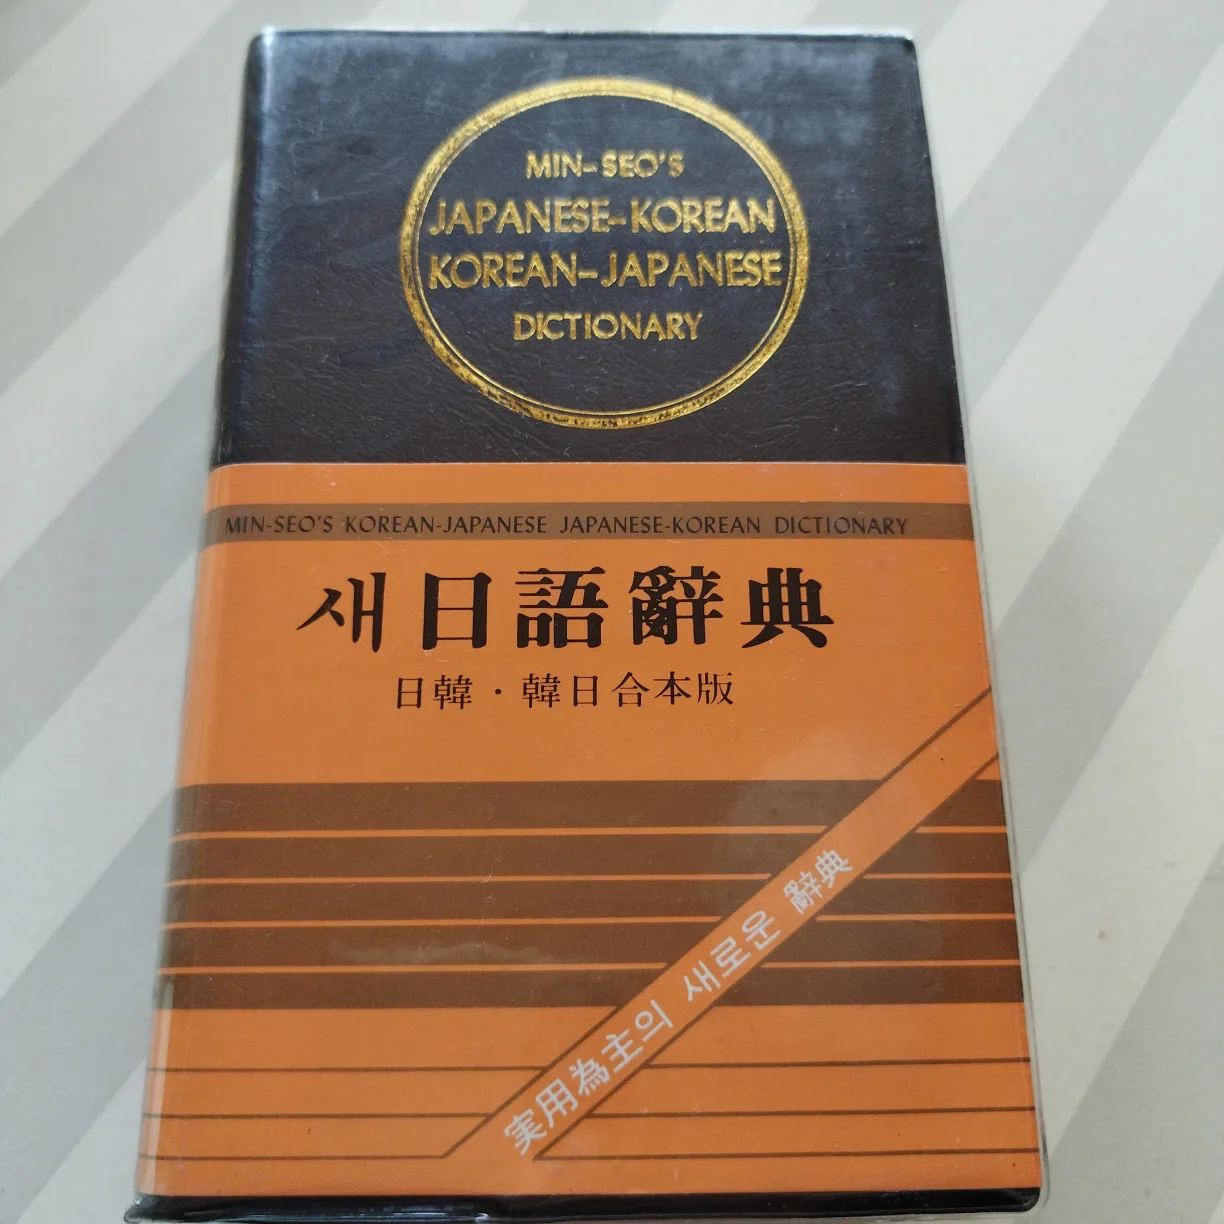 MIN-SEO'S
JAPANESE-KOREAN
KOREAN-JAPANESE
DICTIONARY
MIN-SEO'S KOREAN-JAPANESE JAPANESE-KOREAN DICTIONARY
새日語辭典
日韓・韓日合本版
実用為主의 새로운 辭典